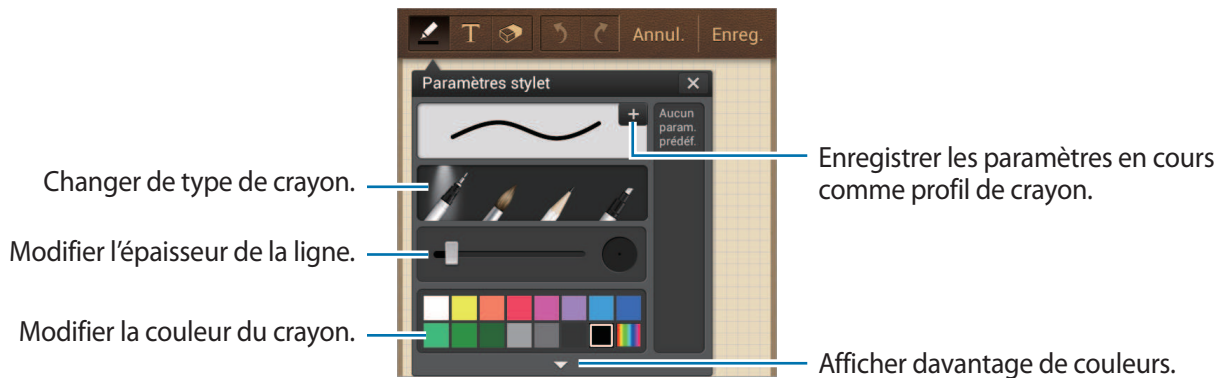 T
Annul.
Enreg.
Paramètres stylet
Aucun
param.
prédéf.
Changer de type de crayon.
Modifier l’épaisseur de la ligne.
Modifier la couleur du crayon.
Enregistrer les paramètres en cours
comme profil de crayon.
Afficher davantage de couleurs.